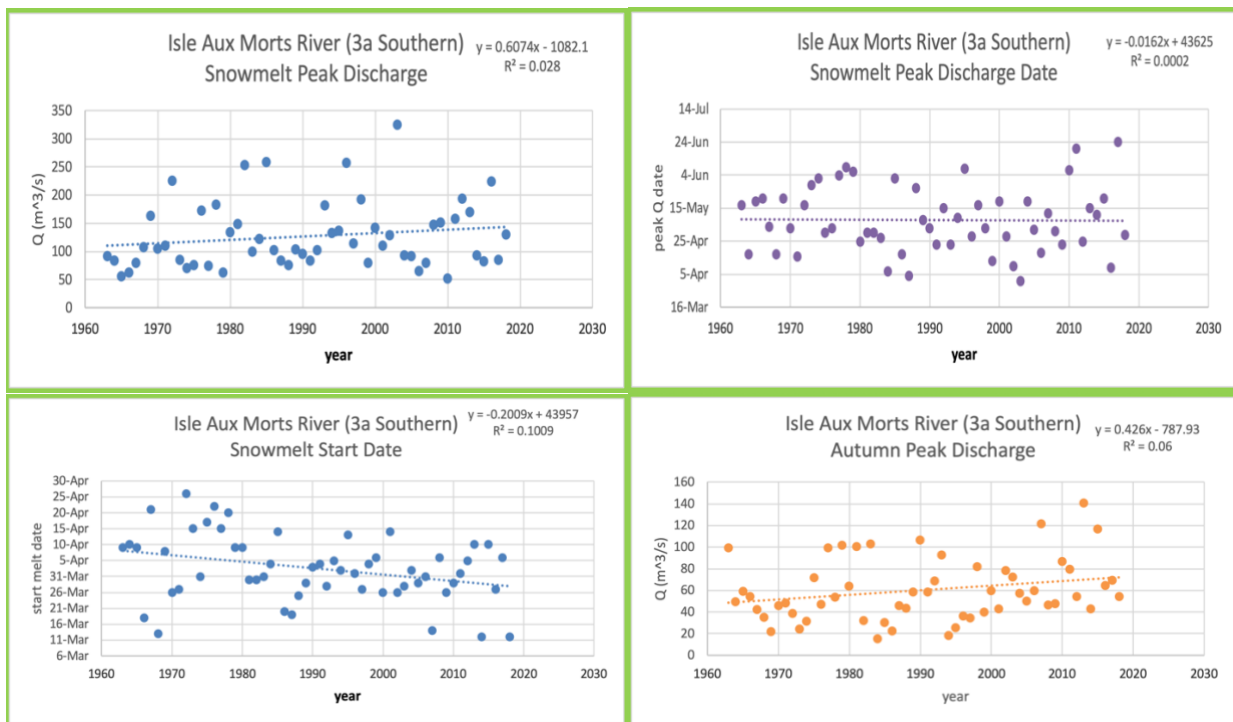 Isle Aux Morts River (3a Southern)
Snowmelt Peak Discharge
y = 0.6074x - 1082.1
R² = 0.028
Q (m^3/s)
350
300
250
200
150
100
50
0
1960 1970 1980 1990 2000 2010 2020 2030
year
Isle Aux Morts River (3a Southern)
Snowmelt Peak Discharge Date
y = -0.0162x + 43625
R² = 0.0002
peak Q date
14-Jul
24-Jun
4-Jun
15-May
25-Apr
5-Apr
16-Mar
1960 1970 1980 1990 2000 2010 2020 2030
year
Isle Aux Morts River (3a Southern)
Snowmelt Start Date
y = -0.2009x + 43957
R² = 0.1009
start melt date
30-Apr
25-Apr
20-Apr
15-Apr
10-Apr
5-Apr
31-Mar
26-Mar
21-Mar
16-Mar
11-Mar
6-Mar
1960 1970 1980 1990 2000 2010 2020 2030
year
Isle Aux Morts River (3a Southern)
Autumn Peak Discharge
y = 0.426x - 787.93
R² = 0.06
Q (m^3/s)
160
140
120
100
80
60
40
20
0
1960 1970 1980 1990 2000 2010 2020 2030
year